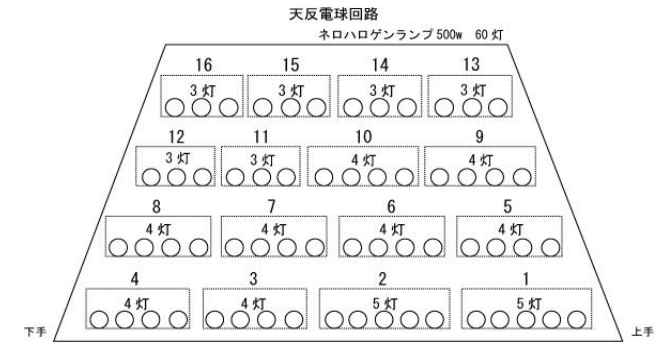 天反電球回路
ネロハロゲンランプ 500w 60 灯
16 15 14 13
3 灯 3 灯 3 灯 3 灯
12 11 10 9
3 灯 3 灯 4 灯 4 灯
8 7 6 5
4 灯 4 灯 4 灯 4 灯
4 3 2 1
4 灯 4 灯 5 灯 5 灯
下手 上手